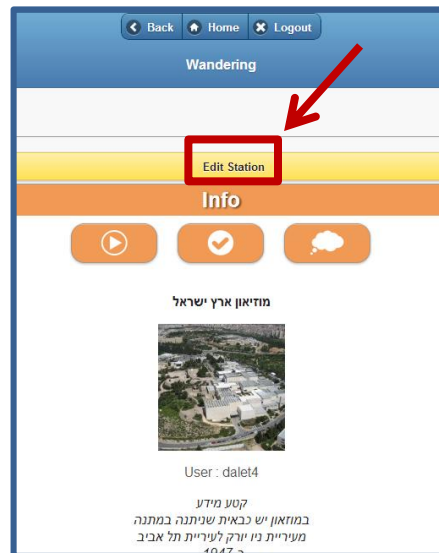 Back Home Logout
Wandering
Edit Station
Info
מוזיאון ארץ ישראל
User : dalet4
קטע מידע
במוזאון יש כבאית שניתנה במתנה
מעיריית ניו יורק לעיריית תל אביב
ב 1947